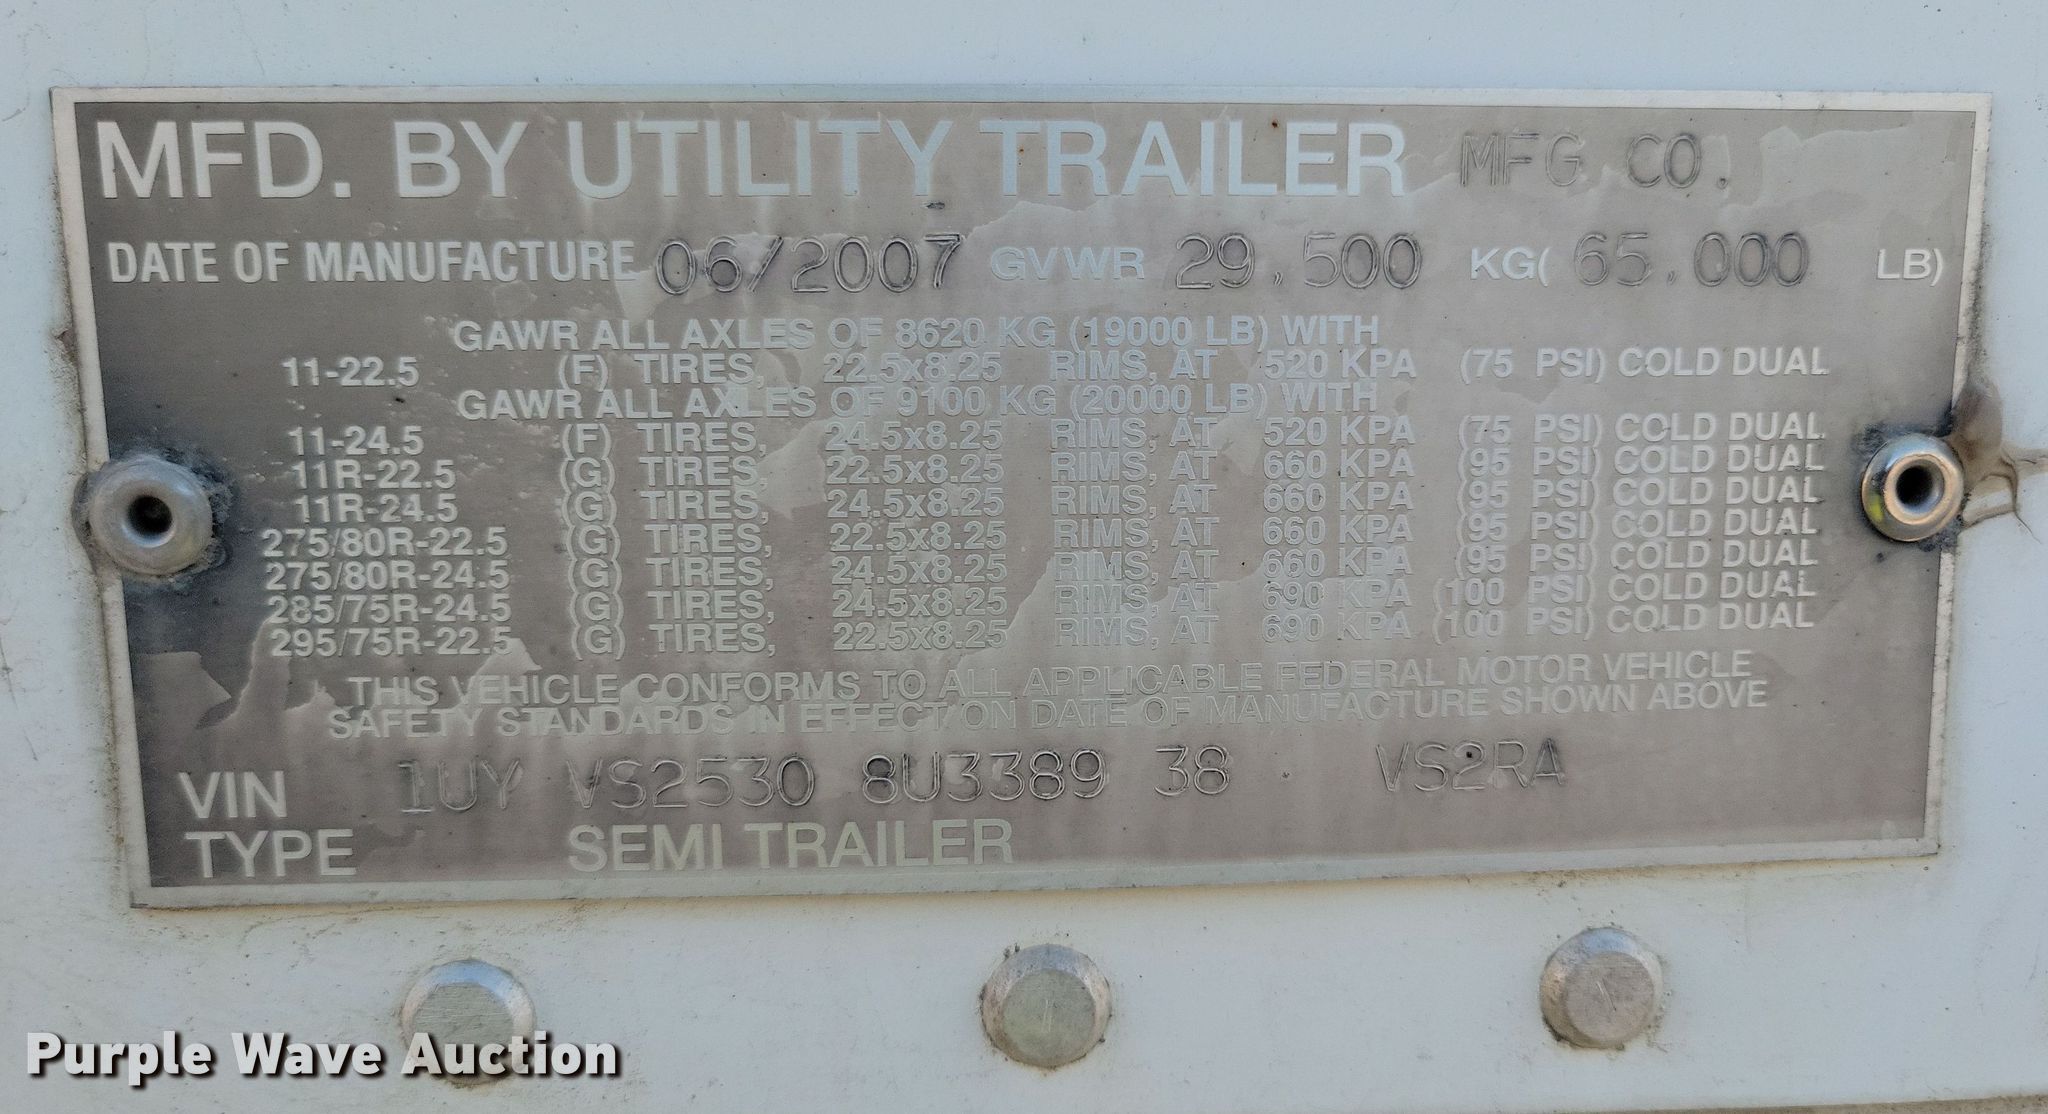 MFD. BY UTILITY TRAILER MFG CO.
DATE OF MANUFACTURE 06/2007 GVWR 29,500 KG( 65,000 LB)
GAWR ALL AXLES OF 8620 KG (19000 LB) WITH
11-22.5 (F) TIRES, 22.5x8.25 RIMS, AT 520 KPA (75 PSI) COLD DUAL
GAWR ALL AXLES OF 9100 KG (20000 LB) WITH
11-24.5 (F) TIRES, 24.5x8.25 RIMS, AT 520 KPA (75 PSI) COLD DUAL
11R-22.5 (G) TIRES, 22.5x8.25 RIMS, AT 660 KPA (95 PSI) COLD DUAL
11R-24.5 (G) TIRES, 24.5x8.25 RIMS, AT 660 KPA (95 PSI) COLD DUAL
275/80R-22.5 (G) TIRES, 22.5x8.25 RIMS, AT 660 KPA (95 PSI) COLD DUAL
275/80R-24.5 (G) TIRES, 24.5x8.25 RIMS, AT 660 KPA (95 PSI) COLD DUAL
285/75R-24.5 (G) TIRES, 24.5x8.25 RIMS, AT 690 KPA (100 PSI) COLD DUAL
295/75R-22.5 (G) TIRES, 22.5x8.25 RIMS, AT 690 KPA (100 PSI) COLD DUAL
THIS VEHICLE CONFORMS TO ALL APPLICABLE FEDERAL MOTOR VEHICLE
SAFETY STANDARDS IN EFFECT ON DATE OF MANUFACTURE SHOWN ABOVE
VIN 1UY VS2530 8U3389 38 VS2RA
TYPE SEMI TRAILER
Purple Wave Auction